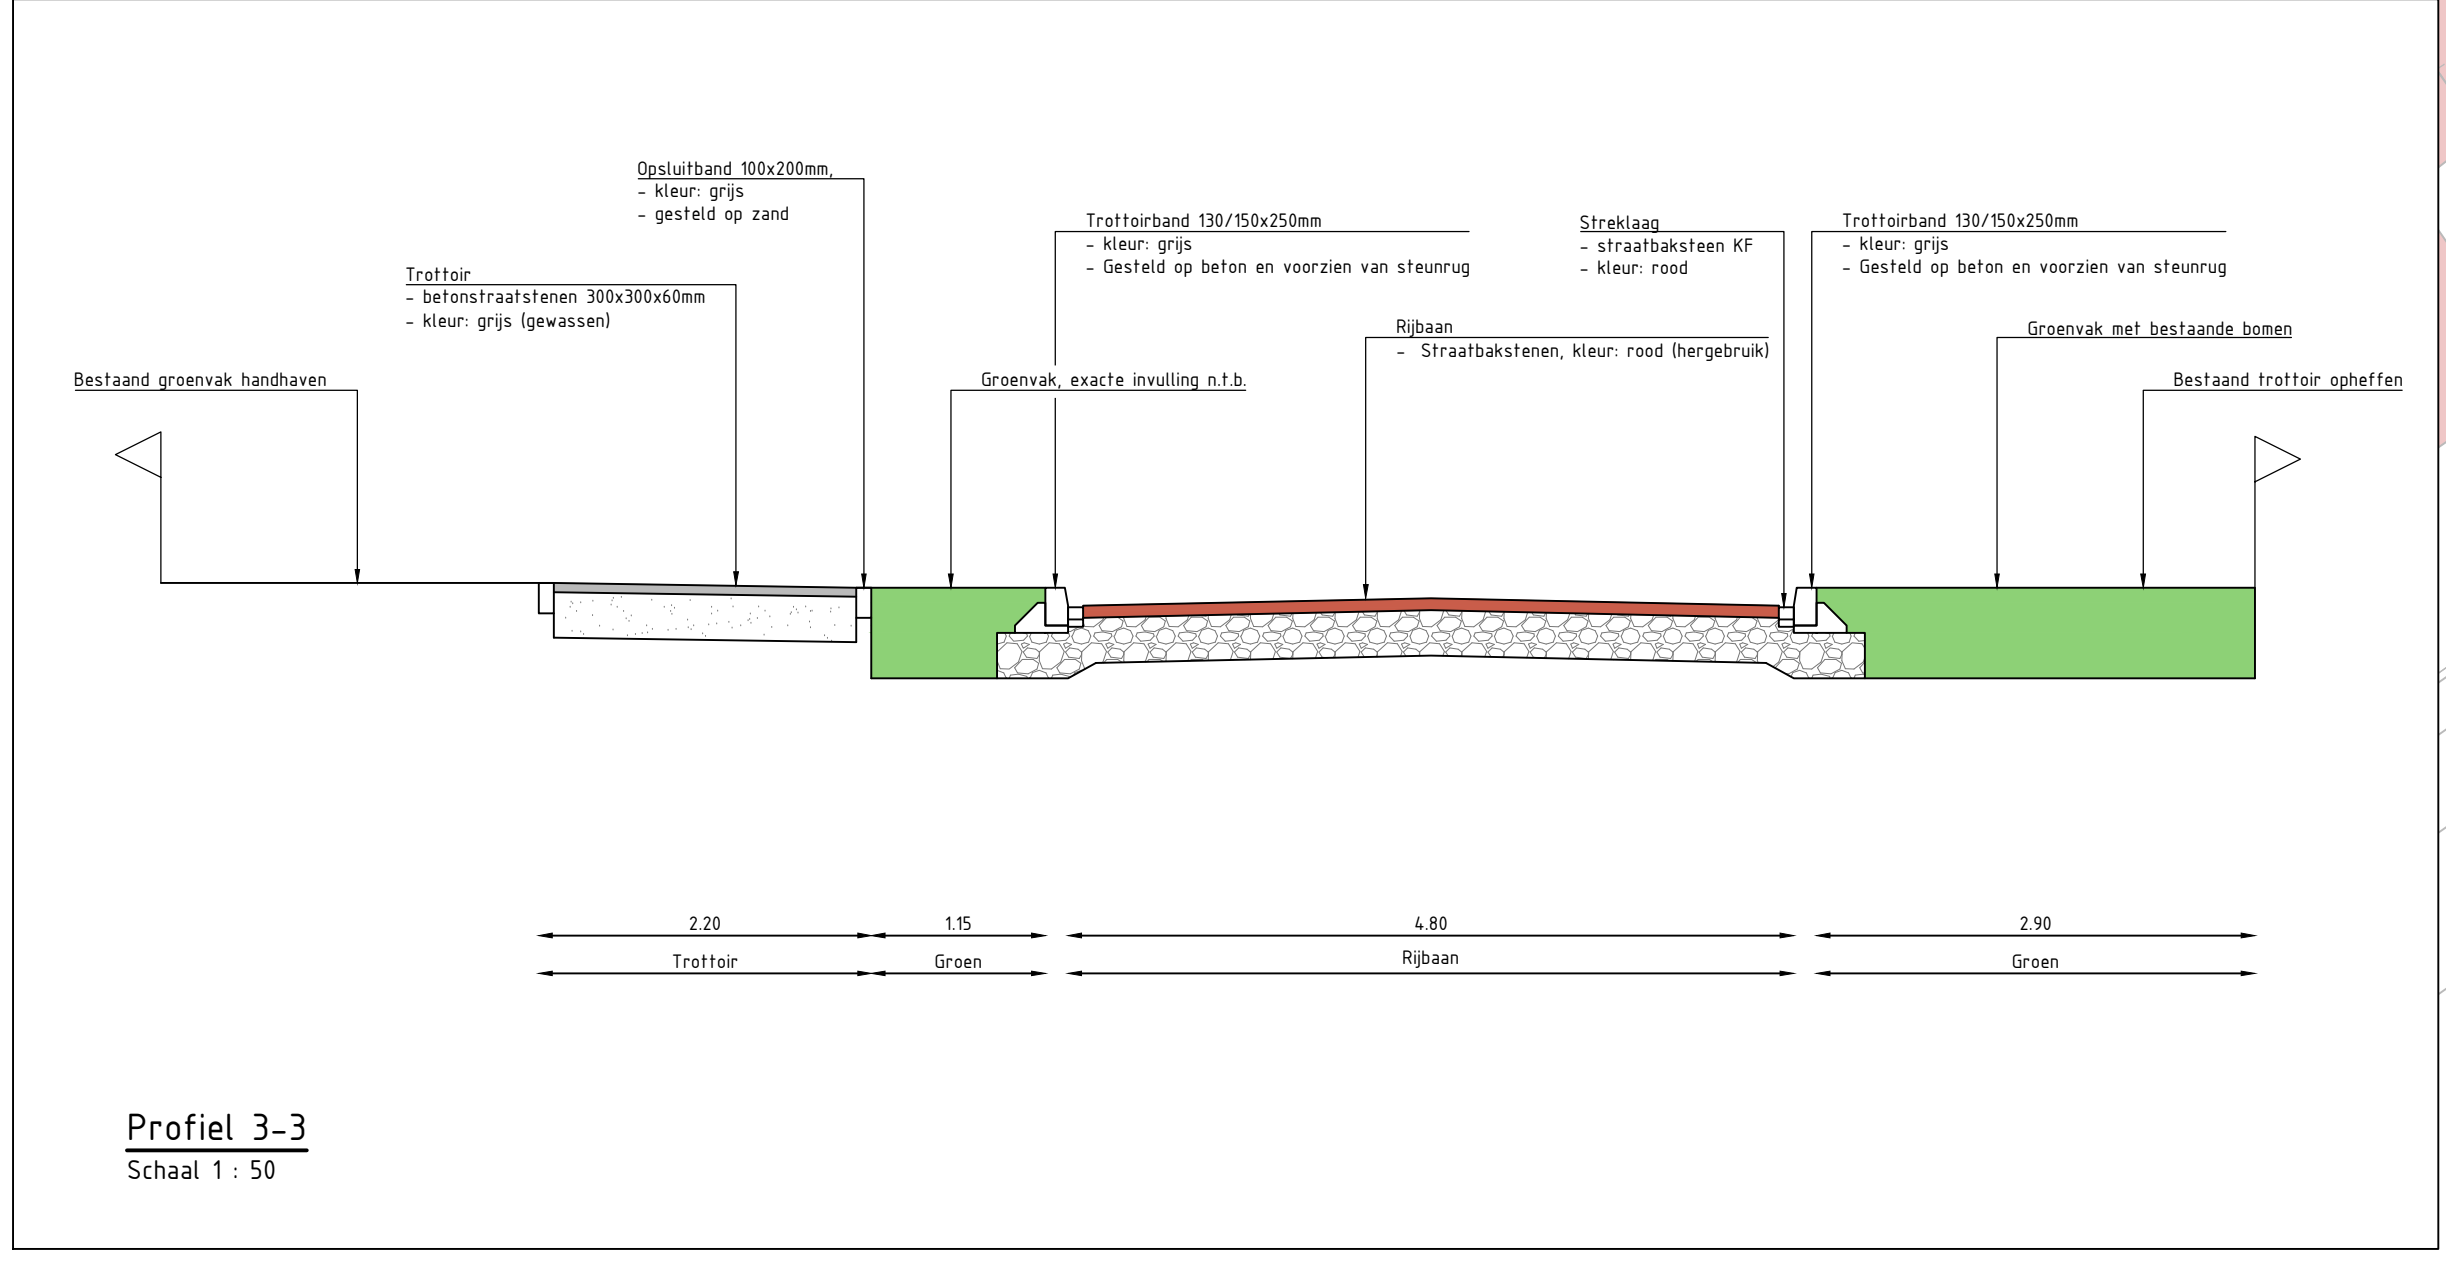 Opsluitband 100x200mm,
- kleur: grijs
- gesteld op zand
Trottoirband 130/150x250mm
- kleur: grijs
- Gesteld op beton en voorzien van steunrug
Streklaag
- straatbaksteen KF
- kleur: rood
Trottoirband 130/150x250mm
- kleur: grijs
- Gesteld op beton en voorzien van steunrug
Trottoir
- betonstraatstenen 300x300x60mm
- kleur: grijs (gewassen)
Rijbaan
- Straatbakstenen, kleur: rood (hergebruik)
Groenvak met bestaande bomen
Bestaand groenvak handhaven
Groenvak, exacte invulling n.t.b.
Bestaand trottoir opheffen
2.20
1.15
4.80
2.90
Trottoir
Groen
Rijbaan
Groen
Profiel 3-3
Schaal 1 : 50